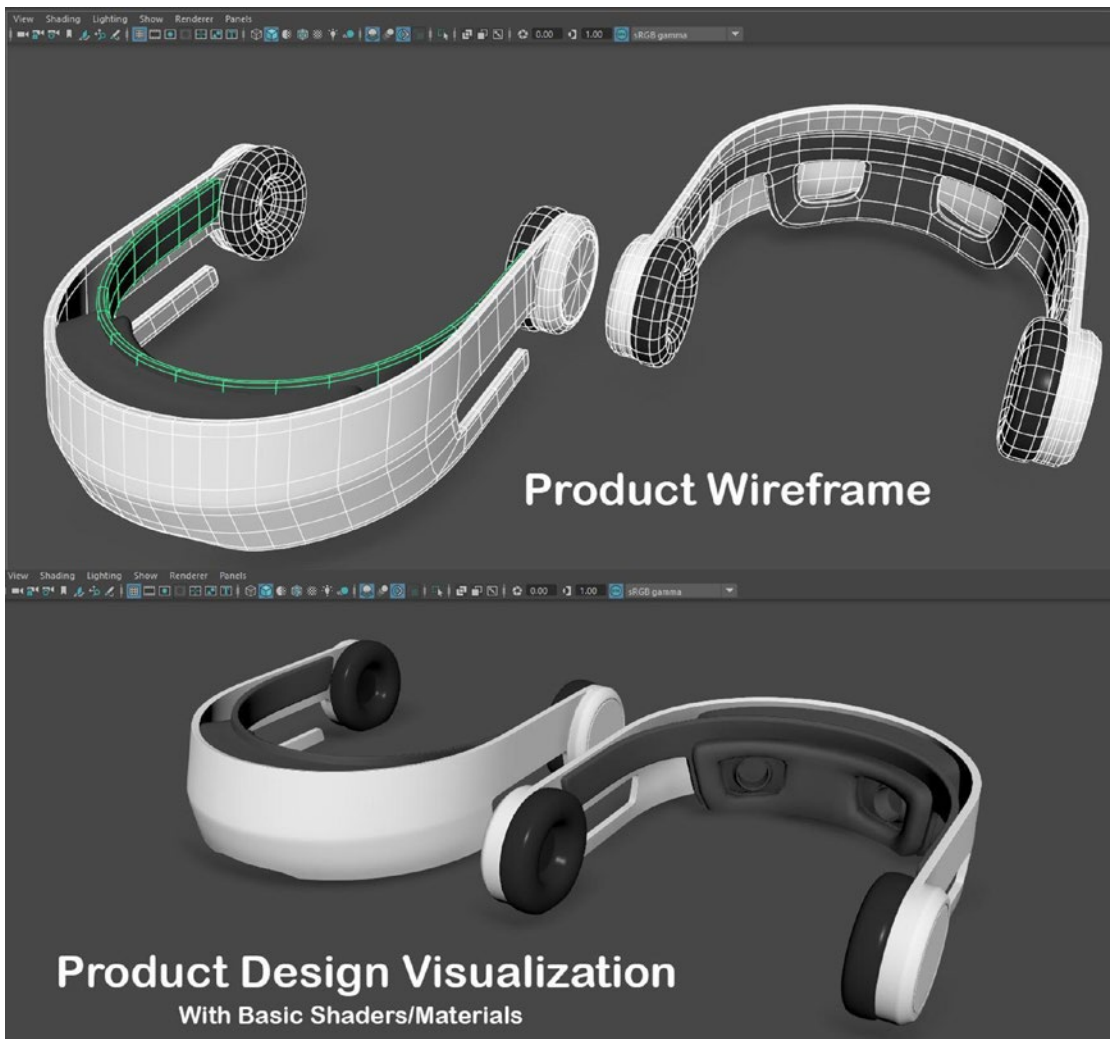 View Shading Lighting Show Renderer Panels
0.00 1.00 sRGB gamma
Product Wireframe
View Shading Lighting Show Renderer Panels
0.00 1.00 sRGB gamma
Product Design Visualization
With Basic Shaders/Materials